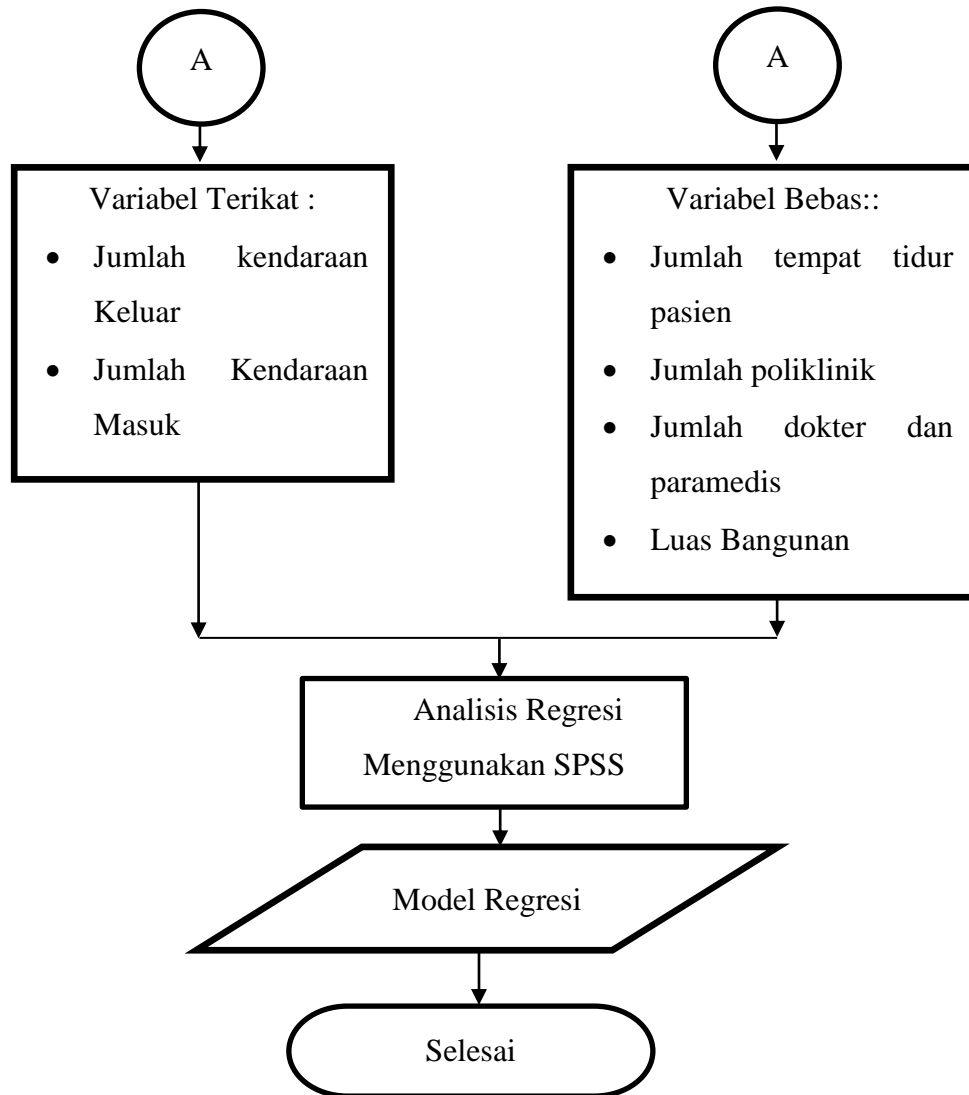 A
A
Variabel Terikat :
• Jumlah kendaraan
Keluar
• Jumlah Kendaraan
Masuk
Variabel Bebas::
• Jumlah tempat tidur
pasien
• Jumlah poliklinik
• Jumlah dokter dan
paramedis
• Luas Bangunan
Analisis Regresi
Menggunakan SPSS
Model Regresi
Selesai